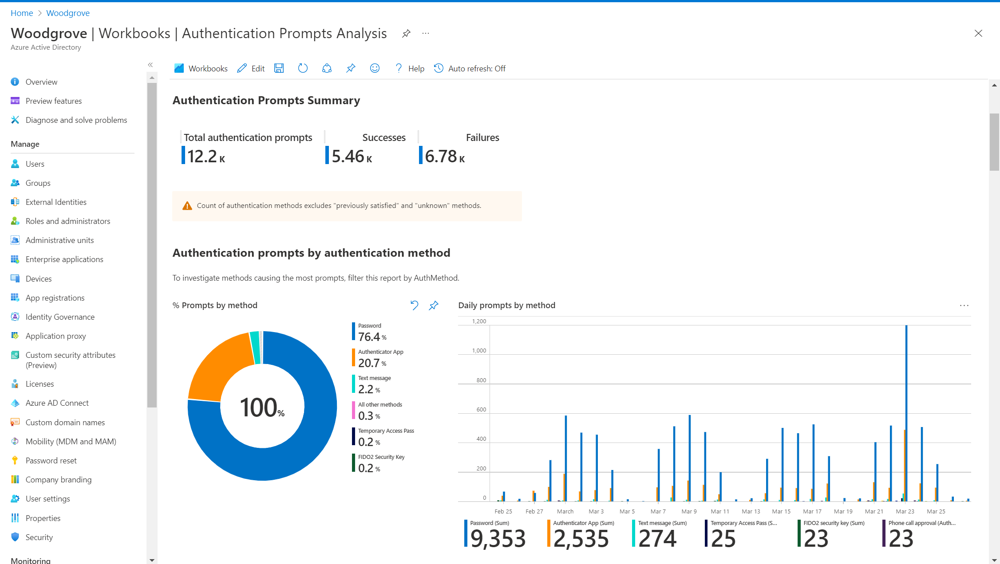 Home > Woodgrove
Woodgrove | Workbooks | Authentication Prompts Analysis ...
Azure Active Directory
«
Overview
Preview features
Diagnose and solve problems
Manage
Users
Groups
External Identities
Roles and administrators
Administrative units
Enterprise applications
Devices
App registrations
Identity Governance
Application proxy
Custom security attributes
(Preview)
Licenses
Azure AD Connect
Custom domain names
Mobility (MDM and MAM)
Password reset
Company branding
User settings
Properties
Security
Monitoring
Workbooks Edit ? Help Auto refresh: Off
Authentication Prompts Summary
Total authentication prompts Successes Failures
12.2 K 5.46 K 6.78 K
Count of authentication methods excludes "previously satisfied" and "unknown" methods.
Authentication prompts by authentication method
To investigate methods causing the most prompts, filter this report by AuthMethod.
% Prompts by method
100%
Password
76.4 %
Authenticator App
20.7 %
Text message
2.2 %
All other methods
0.3 %
Temporary Access Pass
0.2 %
FIDO2 Security Key
0.2 %
Daily prompts by method ...
1,200
1,000
800
600
400
200
0
Feb 25 Feb 27 March Mar 3 Mar 5 Mar 7 Mar 9 Mar 11 Mar 13 Mar 15 Mar 17 Mar 19 Mar 21 Mar 23 Mar 25
Password (Sum) Authenticator App (Sum) Text message (Sum) Temporary Access Pass (S... FIDO2 security key (Sum) Phone call approval (Auth...
9,353 2,535 274 25 23 23